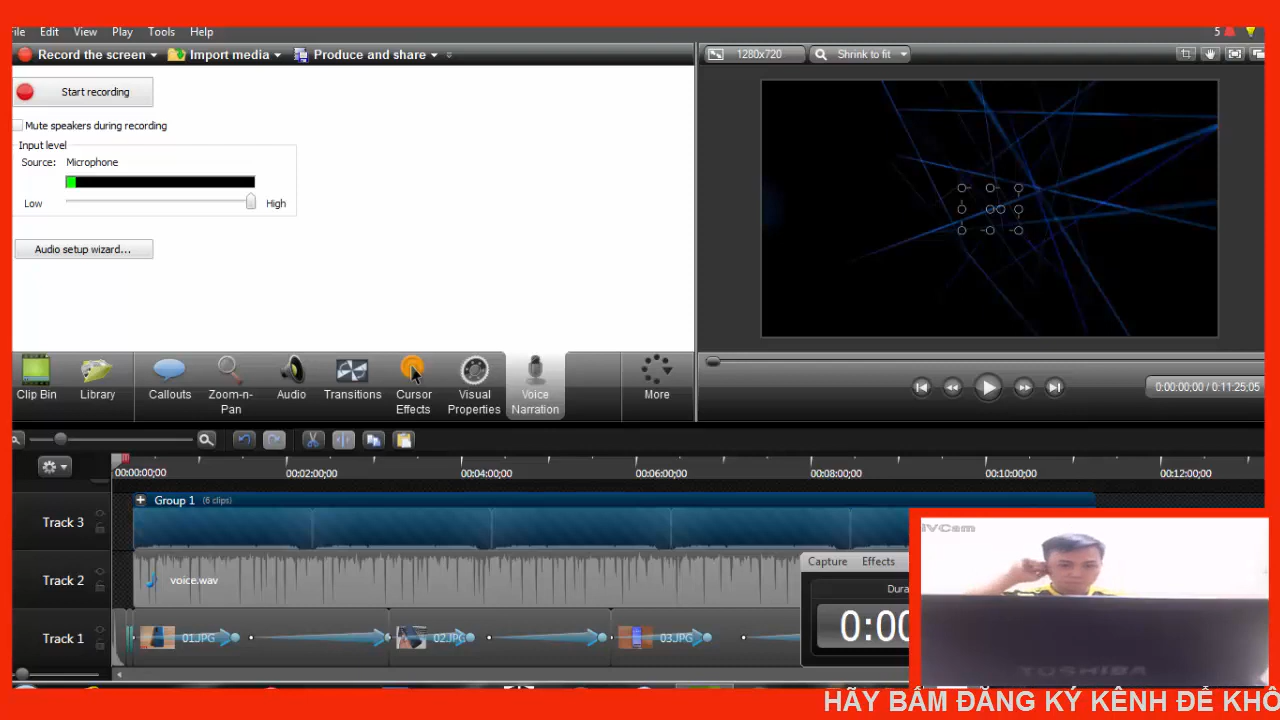 File Edit View Play Tools Help 5
Record the screen Import media Produce and share 1280x720 Shrink to fit
Start recording
Mute speakers during recording
Input level
Source: Microphone
Low High
Audio setup wizard...
Clip Bin Library Callouts Zoom-n-Pan Audio Transitions Cursor Effects Visual Properties Voice Narration More
0:00:00;00 / 0:11:25;05
00:00:00;00 00:02:00;00 00:04:00;00 00:06:00;00 00:08:00;00 00:10:00;00 00:12:00;00
Track 3 Group 1 (6 clips)
Track 2 voice.wav
Track 1 01.JPG 02.JPG 03.JPG
Capture Effects
Dura
0:00
iVCam
TOSHIBA
HÃY BẤM ĐĂNG KÝ KÊNH ĐỂ KHÔ